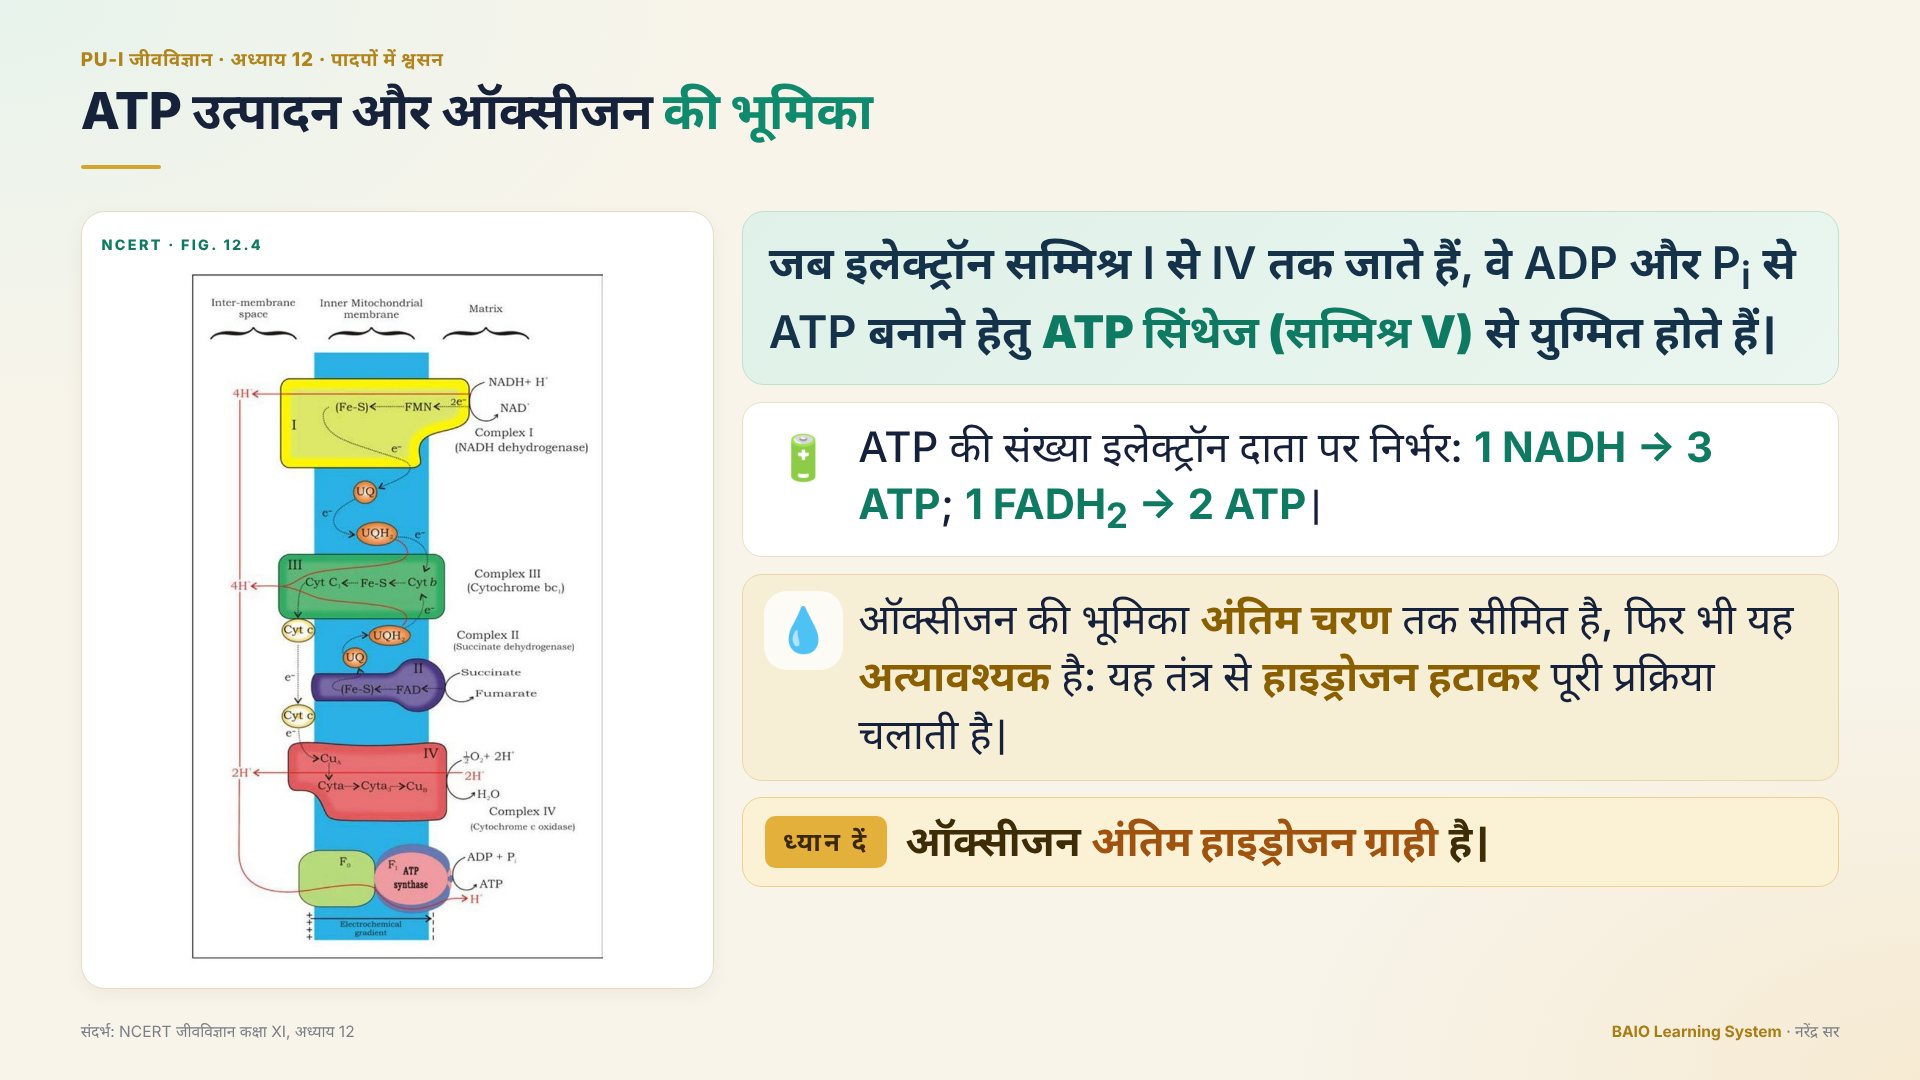 PU-I जीवविज्ञान · अध्याय 12 · पादपों में श्वसन
ATP उत्पादन और ऑक्सीजन की भूमिका
NCERT · FIG. 12.4
Inter-membrane space
Inner Mitochondrial membrane
Matrix
4H⁺
NADH+ H⁺
(Fe-S) FMN 2e⁻
NAD⁺
I
Complex I
(NADH dehydrogenase)
e⁻
UQ
e⁻
UQH₂
e⁻
III
Complex III
(Cytochrome bc₁)
4H⁺
Cyt C₁ Fe-S Cyt b
e⁻
Cyt c
UQH₂
Complex II
(Succinate dehydrogenase)
UQ
II
Succinate
e⁻
(Fe-S) FAD
Fumarate
Cyt c
e⁻
IV
½O₂+ 2H⁺
Cu_A
2H⁺
2H⁺
Cyta Cyta₃ Cu_B
H₂O
Complex IV
(Cytochrome c oxidase)
F₀
F₁
ATP synthase
ADP + Pᵢ
ATP
H⁺
Electrochemical gradient
जब इलेक्ट्रॉन सम्मिश्र I से IV तक जाते हैं, वे ADP और Pᵢ से
ATP बनाने हेतु ATP सिंथेज (सम्मिश्र V) से युग्मित होते हैं|
ATP की संख्या इलेक्ट्रॉन दाता पर निर्भर: 1 NADH → 3
ATP; 1 FADH₂ → 2 ATP|
ऑक्सीजन की भूमिका अंतिम चरण तक सीमित है, फिर भी यह
अत्यावश्यक है: यह तंत्र से हाइड्रोजन हटाकर पूरी प्रक्रिया
चलाती है|
ध्यान दें
ऑक्सीजन अंतिम हाइड्रोजन ग्राही है|
संदर्भ: NCERT जीवविज्ञान कक्षा XI, अध्याय 12
BAIO Learning System · नरेंद्र सर